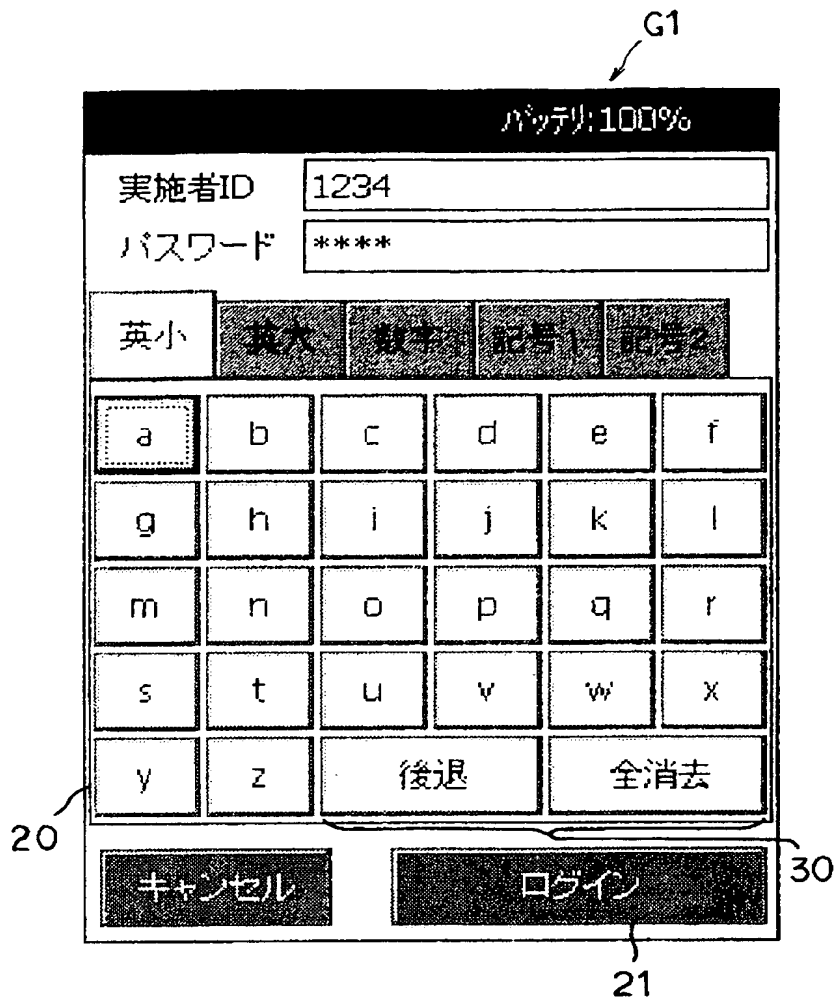 G1
バッテリ:100%
実施者ID 1234
パスワード ****
英小 英大 数字 記号1 記号2
a b c d e f
g h i j k l
m n o p q r
s t u v w x
y z 後退 全消去
20
30
キャンセル ログイン
21